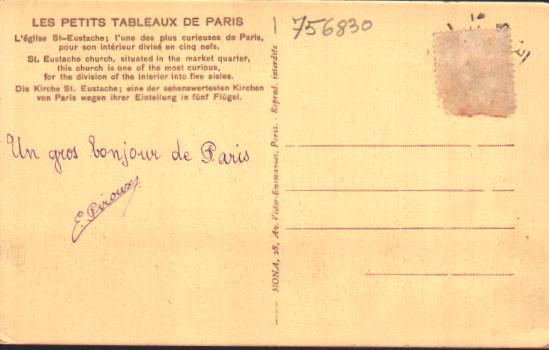 LES PETITS TABLEAUX DE PARIS
L'église St-Eustache; l'une des plus curieuses de Paris,
pour son intérieur divisé en cinq nefs.
St. Eustache church, situated in the market quarter,
this church is one of the most curious,
for the division of the interior into five aisles.
Die Kirche St. Eustache; eine der sehenswertesten Kirchen
von Paris wegen ihrer Einteilung in fünf Flügel.
Un gros bonjour de Paris
E. Piroux
MONA, 28, Av. Victor-Emmanuel, Paris. - Reprod. interdite
756830